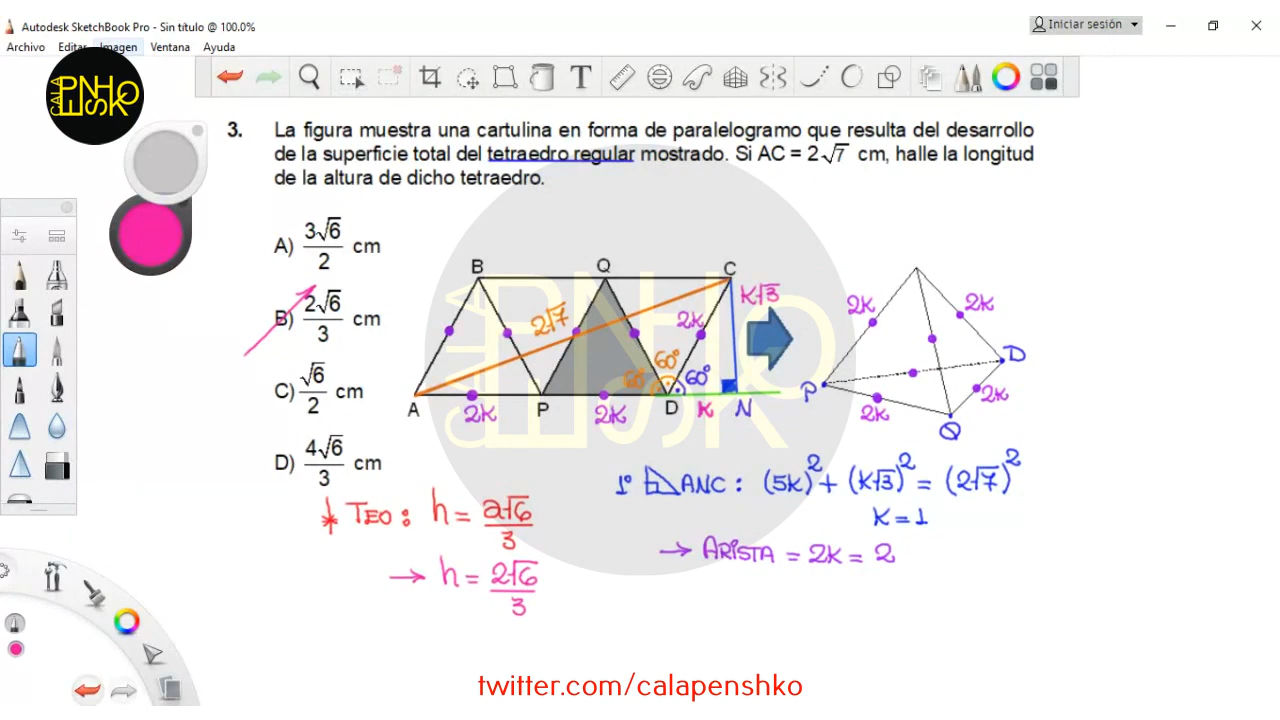 Autodesk SketchBook Pro - Sin título @ 100.0%
Iniciar sesión
Archivo Editar Imagen Ventana Ayuda
CALA
PENSHKO
3. La figura muestra una cartulina en forma de paralelogramo que resulta del desarrollo
de la superficie total del tetraedro regular mostrado. Si AC = 2√7 cm, halle la longitud
de la altura de dicho tetraedro.
A) 3√6/2 cm
B) 2√6/3 cm
C) √6/2 cm
D) 4√6/3 cm
B Q C
K√3
2√7
2K
60° 60° 60°
A 2K P 2K D K N
2K 2K
D
P
2K 2K
Q
1° ANC : (5K)² + (K√3)² = (2√7)²
K = 1
→ ARISTA = 2K = 2
* TEO : h = a√6/3
→ h = 2√6/3
twitter.com/calapenshko